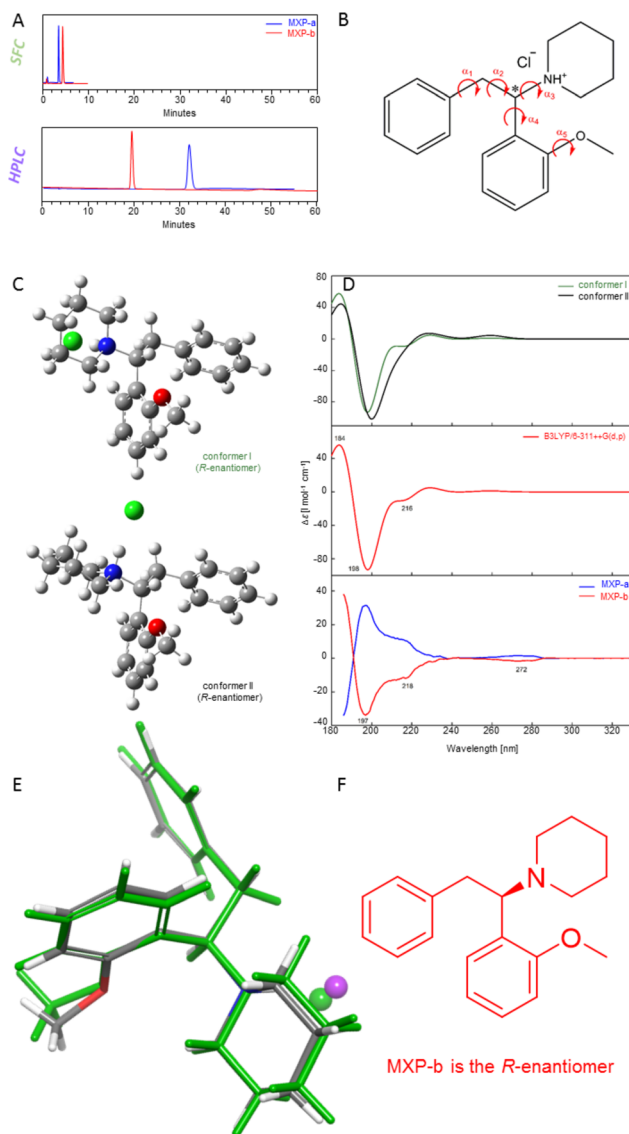 A
SFC
MXP-a
MXP-b
0 10 20 30 40 50 60
Minutes
HPLC
0 10 20 30 40 50 60
Minutes
B
Cl⁻
α1
α2
*
NH⁺
α3
α4
α5
O
C
conformer I
(R-enantiomer)
conformer II
(R-enantiomer)
D
80
40
0
-40
-80
conformer I
conformer II
80
40
0
-40
-80
184
198
216
B3LYP/6-311++G(d,p)
Δε [l mol⁻¹ cm⁻¹]
40
20
0
-20
-40
MXP-a
MXP-b
197
218
272
180 200 220 240 260 280 300 320
Wavelength [nm]
E
F
N
O
MXP-b is the R-enantiomer